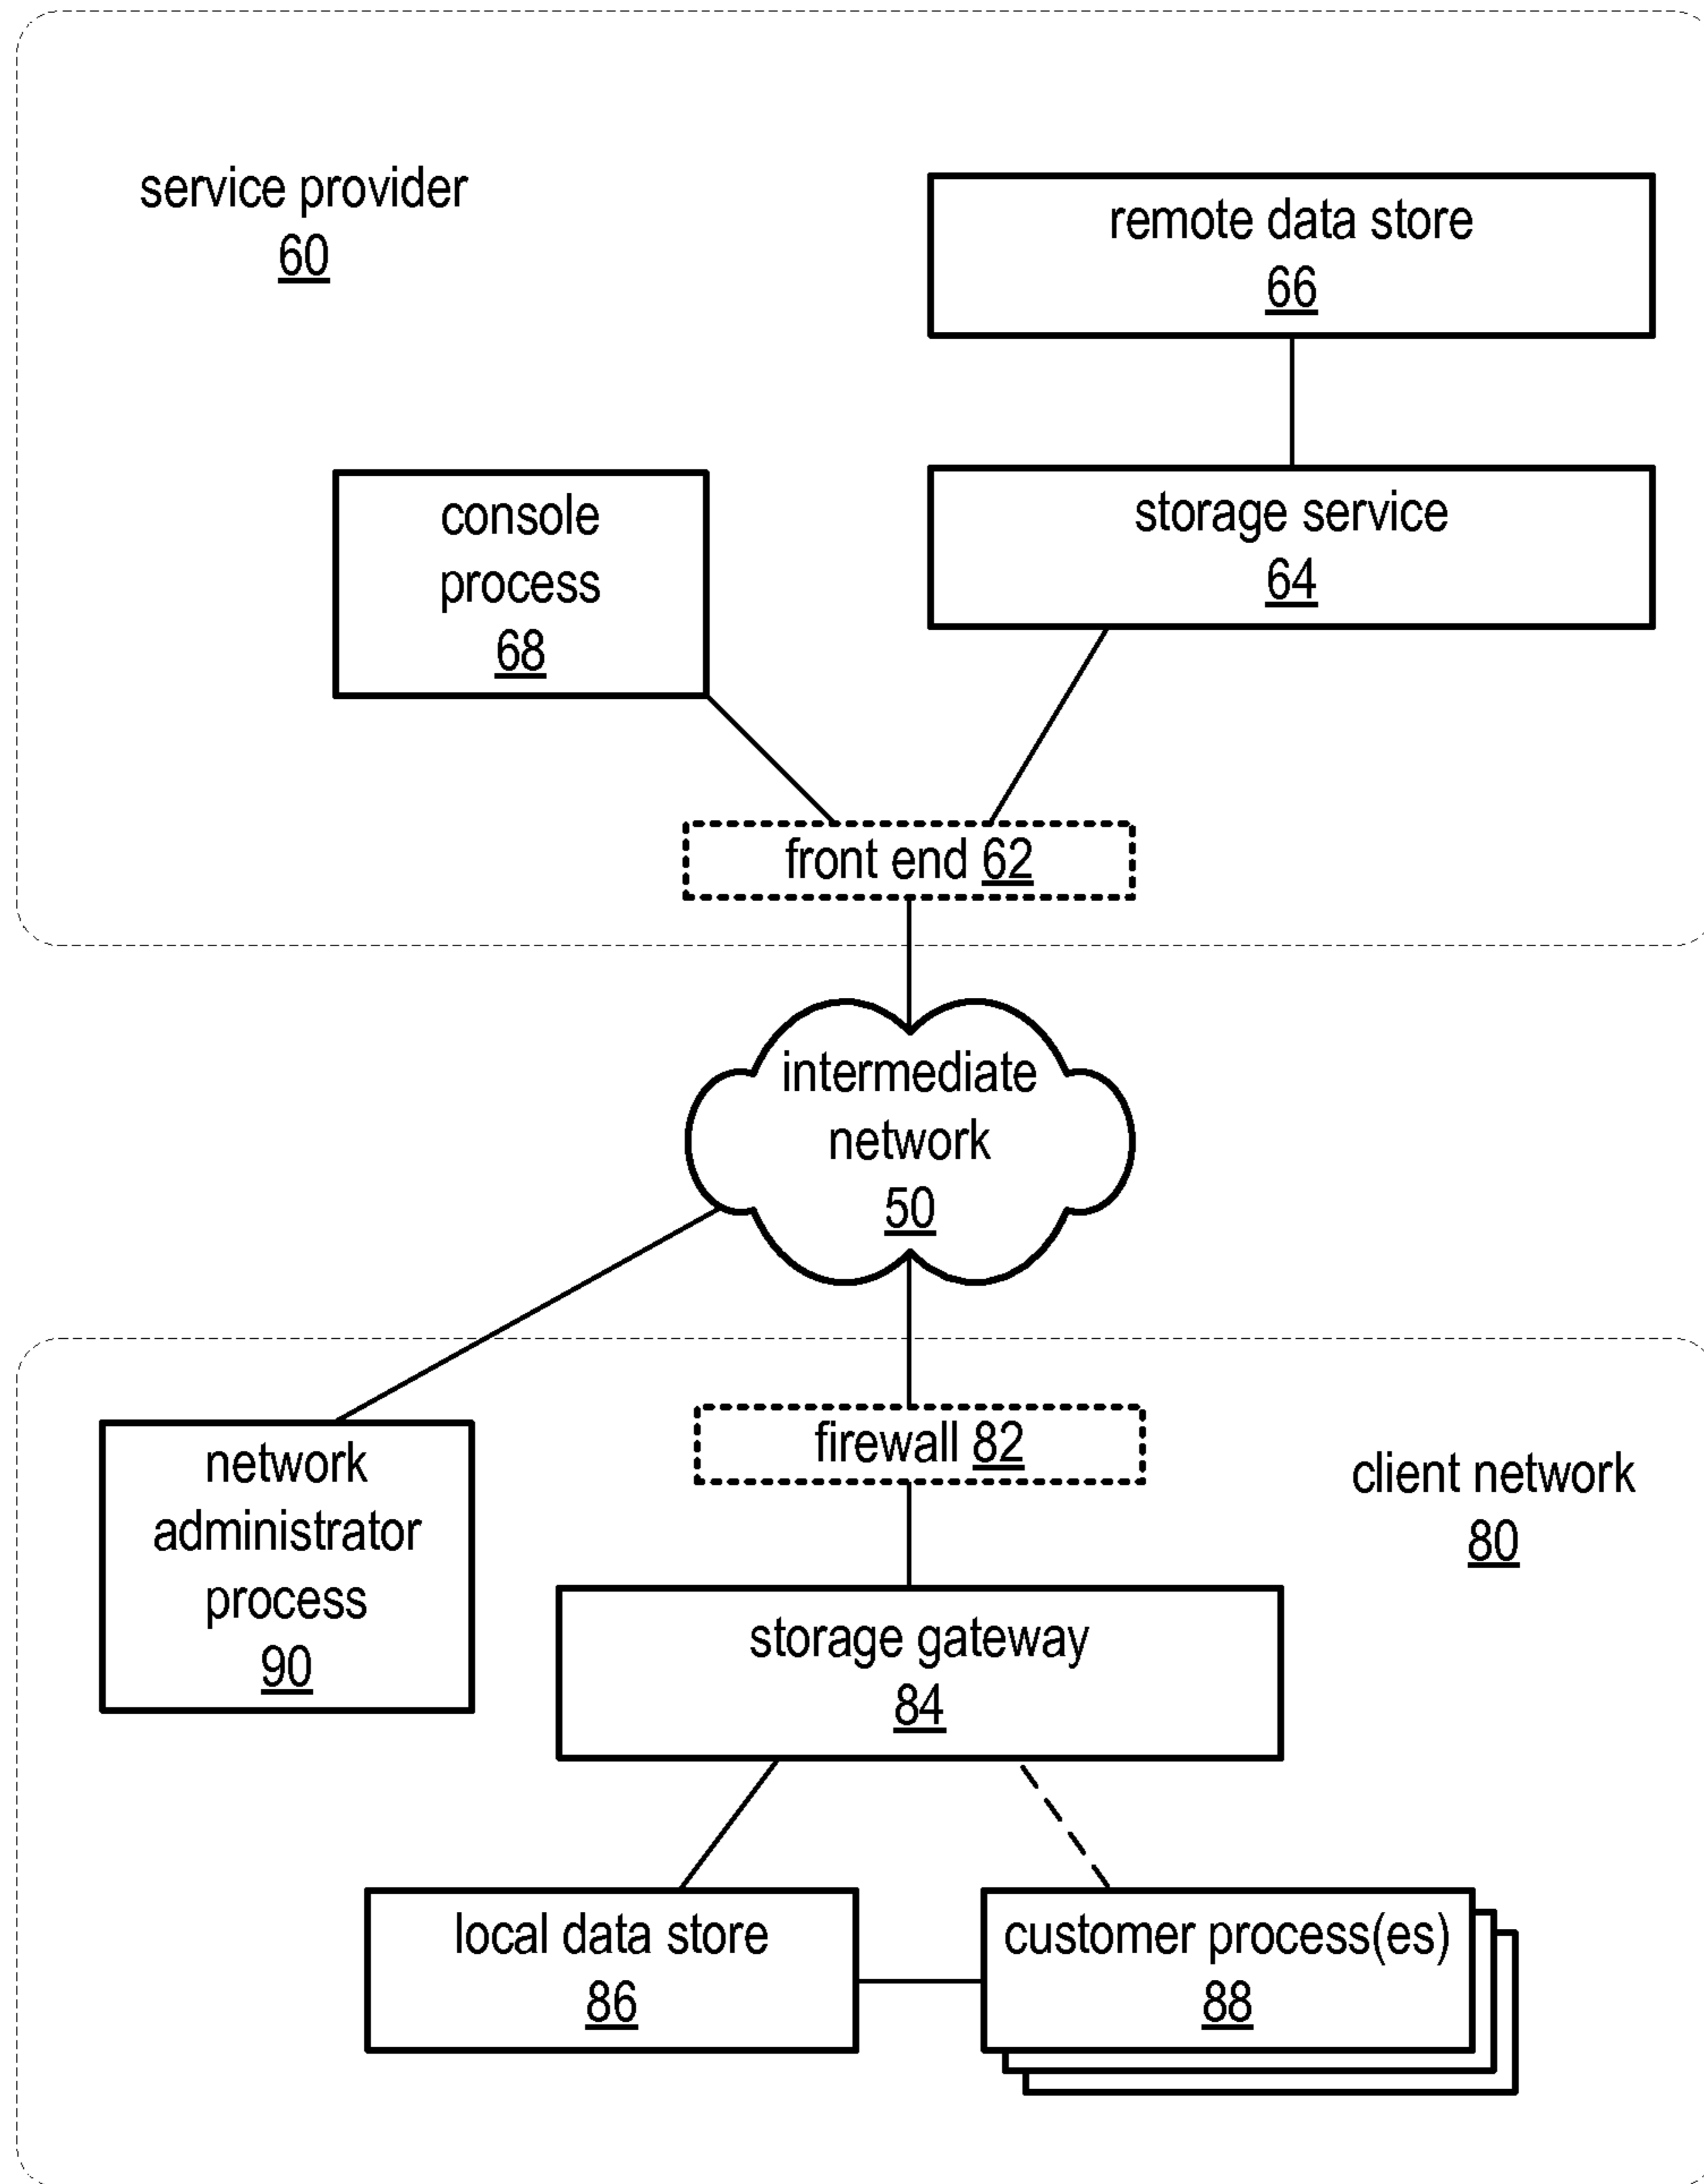 service provider
60
remote data store
66
console
process
68
storage service
64
front end 62
intermediate
network
50
network
administrator
process
90
firewall 82
client network
80
storage gateway
84
local data store
86
customer process(es)
88